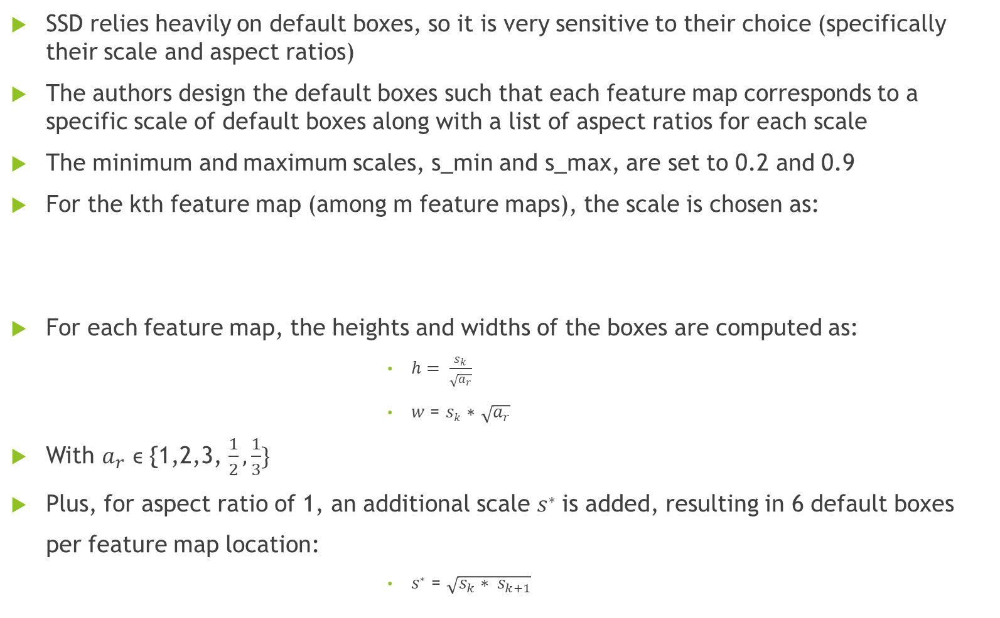 SSD relies heavily on default boxes, so it is very sensitive to their choice (specifically
their scale and aspect ratios)
The authors design the default boxes such that each feature map corresponds to a
specific scale of default boxes along with a list of aspect ratios for each scale
The minimum and maximum scales, s_min and s_max, are set to 0.2 and 0.9
For the kth feature map (among m feature maps), the scale is chosen as:
For each feature map, the heights and widths of the boxes are computed as:
• h = \frac{s_k}{\sqrt{a_r}}
• w = s_k * \sqrt{a_r}
With a_r ϵ {1,2,3, \frac{1}{2}, \frac{1}{3}}
Plus, for aspect ratio of 1, an additional scale s^* is added, resulting in 6 default boxes
per feature map location:
• s^* = \sqrt{s_k * s_{k+1}}